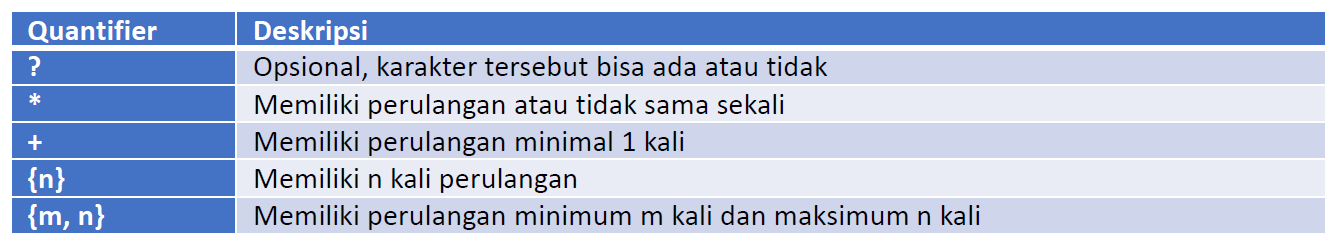 Quantifier Deskripsi
? Opsional, karakter tersebut bisa ada atau tidak
* Memiliki perulangan atau tidak sama sekali
+ Memiliki perulangan minimal 1 kali
{n} Memiliki n kali perulangan
{m, n} Memiliki perulangan minimum m kali dan maksimum n kali